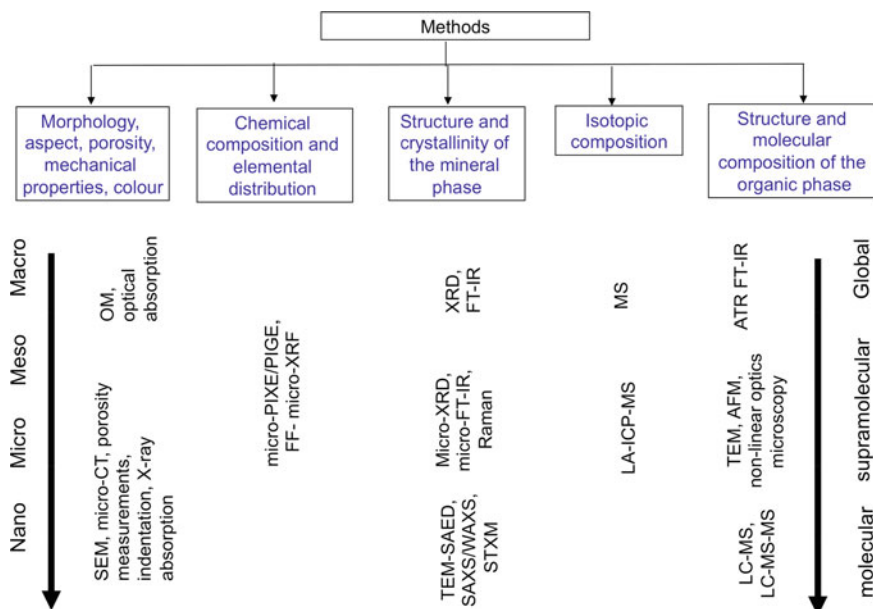 Methods
Morphology,
aspect, porosity,
mechanical
properties, colour
Chemical
composition and
elemental
distribution
Structure and
crystallinity of
the mineral
phase
Isotopic
composition
Structure and
molecular
composition of the
organic phase
Macro
Meso
Micro
Nano
OM,
optical
absorption
SEM, micro-CT, porosity
measurements,
indentation, X-ray
absorption
micro-PIXE/PIGE,
FF- micro-XRF
XRD,
FT-IR
Micro-XRD,
micro-FT-IR,
Raman
TEM-SAED,
SAXS/WAXS,
STXM
MS
LA-ICP-MS
ATR FT-IR
TEM, AFM,
non-linear optics
microscopy
LC-MS,
LC-MS-MS
Global
supramolecular
molecular